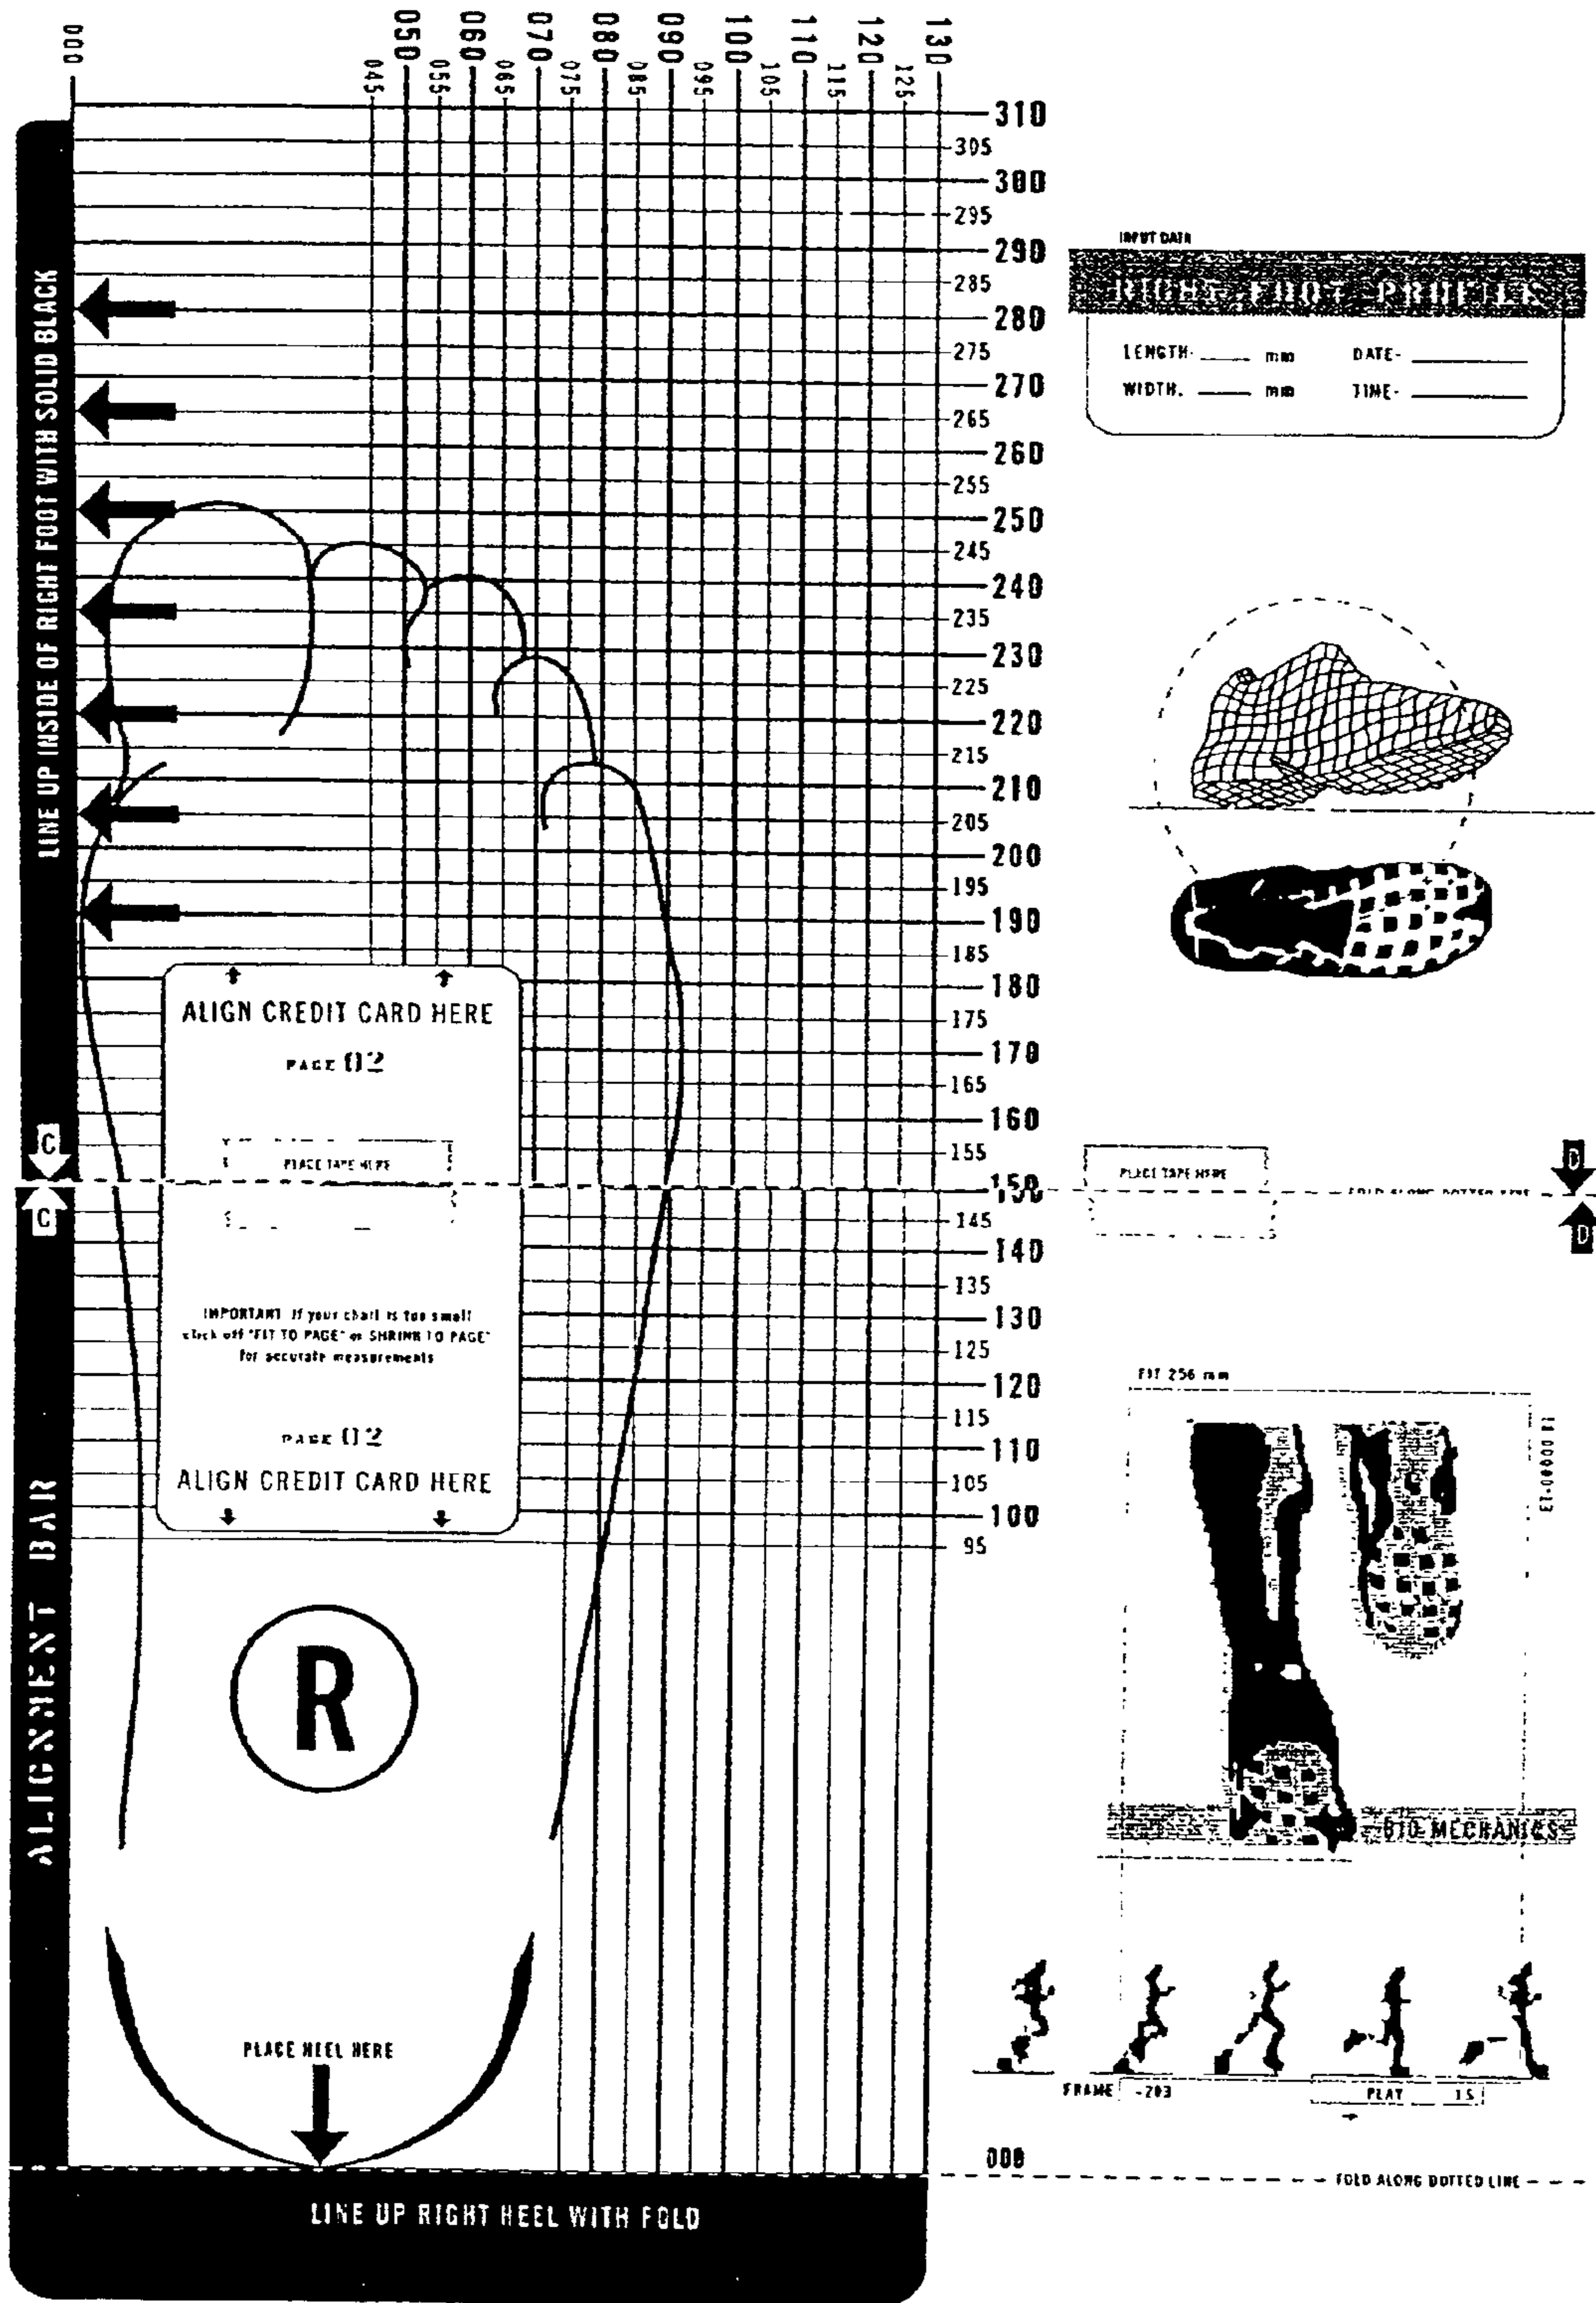 000
045
050
055
060
065
070
075
080
085
090
095
100
105
110
115
120
125
130
310
305
300
295
290
285
280
275
270
265
260
255
250
245
240
235
230
225
220
215
210
205
200
195
190
185
180
175
170
165
160
155
150
145
140
135
130
125
120
115
110
105
100
95
000
LINE UP INSIDE OF RIGHT FOOT WITH SOLID BLACK
C
C
ALIGNMENT BAR
ALIGN CREDIT CARD HERE
PAGE 02
PLACE TAPE HERE
IMPORTANT If your chart is too small
click off "FIT TO PAGE" or SHRINK TO PAGE"
for accurate measurements
PAGE 02
ALIGN CREDIT CARD HERE
R
PLACE HEEL HERE
LINE UP RIGHT HEEL WITH FOLD
INPUT DATA
LENGTH- ____ mm DATE- ____
WIDTH. ____ mm TIME- ____
PLACE TAPE HERE
FOLD ALONG DOTTED LINE
D
D
FIT 256 mm
BIO MECHANICS
FRAME -203
PLAY 15
FOLD ALONG DOTTED LINE